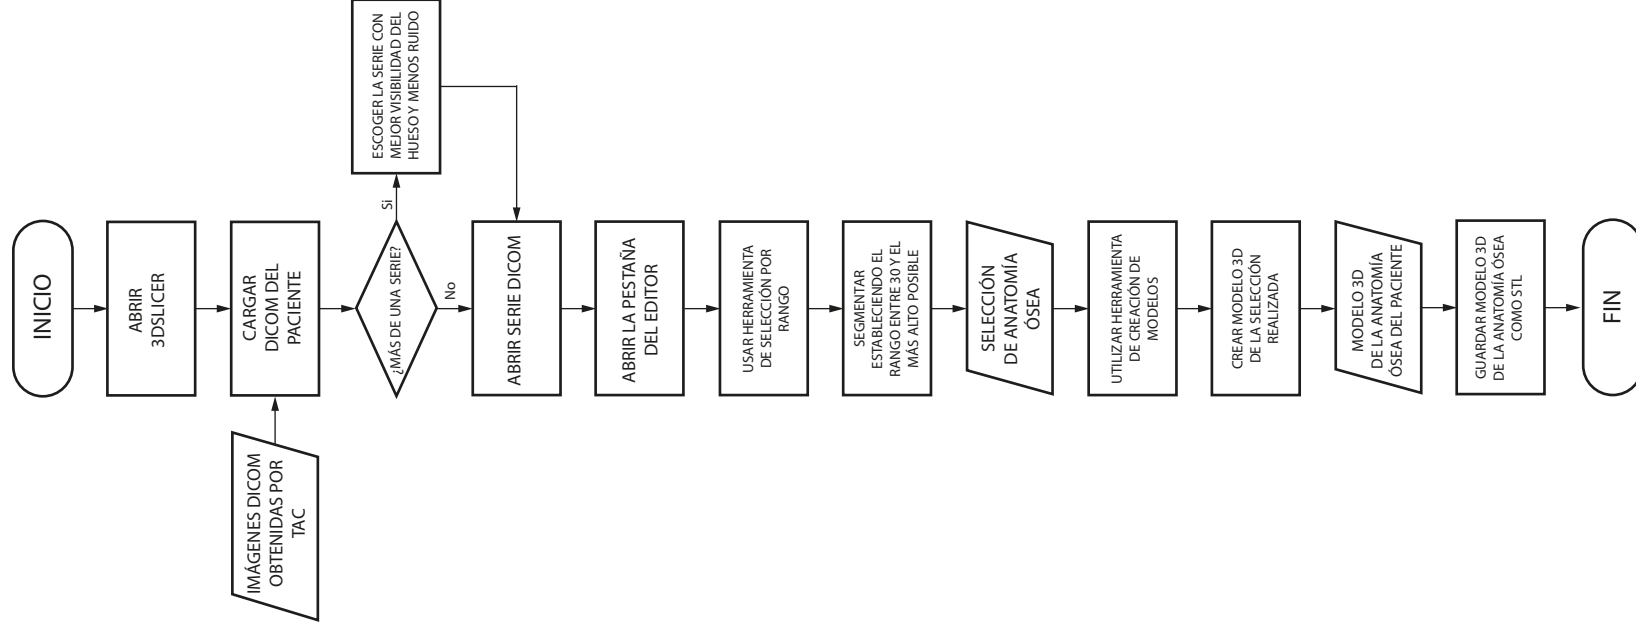 INICIO
ABRIR
3DSLICER
IMÁGENES DICOM
OBTENIDAS POR
TAC
CARGAR
DICOM DEL
PACIENTE
¿MÁS DE UNA SERIE?
Si
ESCOGER LA SERIE CON
MEJOR VISIBILIDAD DEL
HUESO Y MENOS RUIDO
No
ABRIR SERIE DICOM
ABRIR LA PESTAÑA
DEL EDITOR
USAR HERRAMIENTA
DE SELECCIÓN POR
RANGO
SEGMENTAR
ESTABLECIENDO EL
RANGO ENTRE 30 Y EL
MÁS ALTO POSIBLE
SELECCIÓN
DE ANATOMÍA
ÓSEA
UTILIZAR HERRAMIENTA
DE CREACIÓN DE
MODELOS
CREAR MODELO 3D
DE LA SELECCIÓN
REALIZADA
MODELO 3D
DE LA ANATOMÍA
ÓSEA DEL PACIENTE
GUARDAR MODELO 3D
DE LA ANATOMÍA ÓSEA
COMO STL
FIN